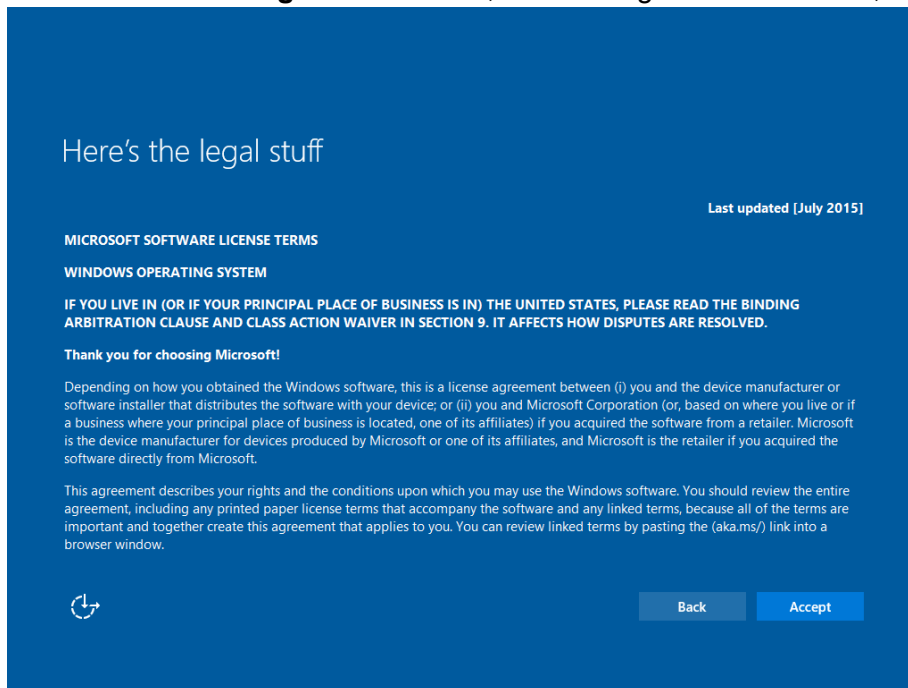 Here's the legal stuff
Last updated [July 2015]
MICROSOFT SOFTWARE LICENSE TERMS
WINDOWS OPERATING SYSTEM
IF YOU LIVE IN (OR IF YOUR PRINCIPAL PLACE OF BUSINESS IS IN) THE UNITED STATES, PLEASE READ THE BINDING
ARBITRATION CLAUSE AND CLASS ACTION WAIVER IN SECTION 9. IT AFFECTS HOW DISPUTES ARE RESOLVED.
Thank you for choosing Microsoft!
Depending on how you obtained the Windows software, this is a license agreement between (i) you and the device manufacturer or
software installer that distributes the software with your device; or (ii) you and Microsoft Corporation (or, based on where you live or if
a business where your principal place of business is located, one of its affiliates) if you acquired the software from a retailer. Microsoft
is the device manufacturer for devices produced by Microsoft or one of its affiliates, and Microsoft is the retailer if you acquired the
software directly from Microsoft.
This agreement describes your rights and the conditions upon which you may use the Windows software. You should review the entire
agreement, including any printed paper license terms that accompany the software and any linked terms, because all of the terms are
important and together create this agreement that applies to you. You can review linked terms by pasting the (aka.ms/) link into a
browser window.
Back
Accept